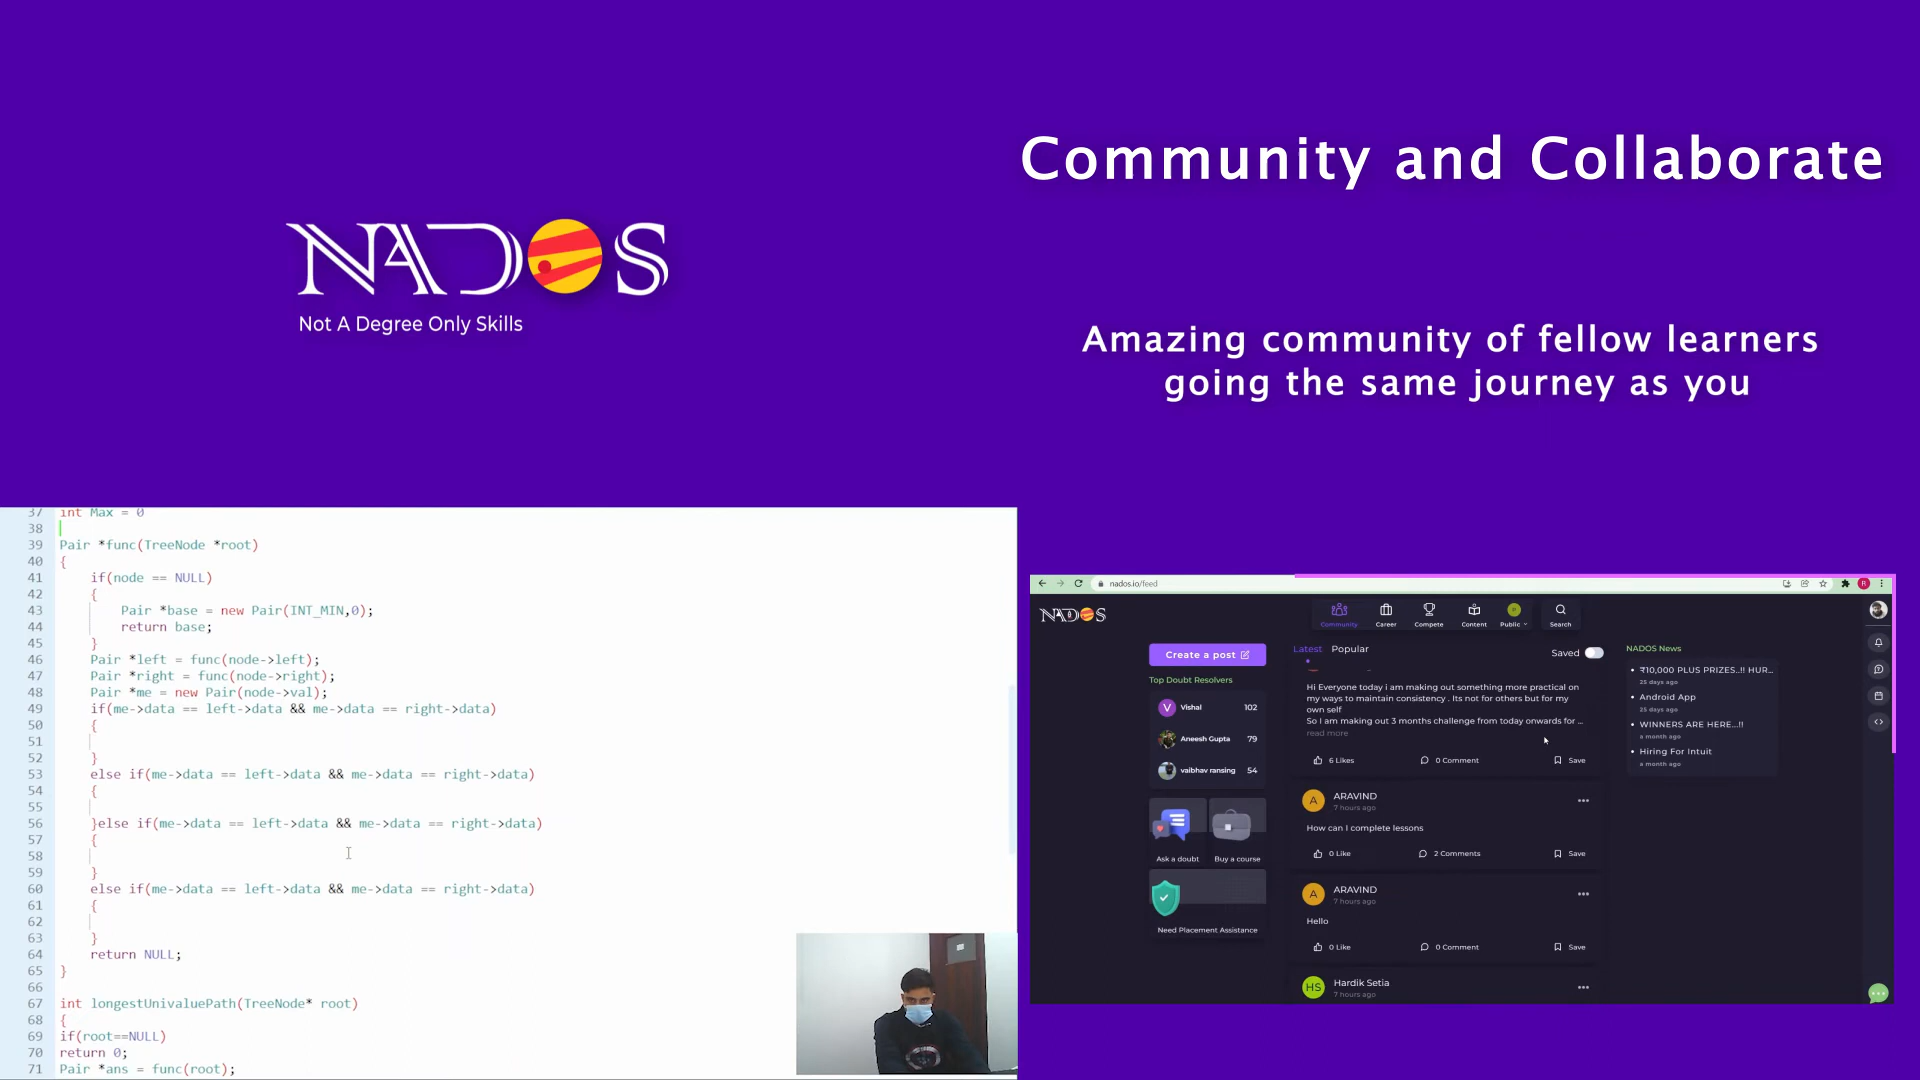 Community and Collaborate
NADOS
Not A Degree Only Skills
Amazing community of fellow learners
going the same journey as you
37 int Max = 0
38
39 Pair *func(TreeNode *root)
40 {
41 if(node == NULL)
42 {
43 Pair *base = new Pair(INT_MIN,0);
44 return base;
45 }
46 Pair *left = func(node->left);
47 Pair *right = func(node->right);
48 Pair *me = new Pair(node->val);
49 if(me->data == left->data && me->data == right->data)
50 {
51
52 }
53 else if(me->data == left->data && me->data == right->data)
54 {
55
56 }else if(me->data == left->data && me->data == right->data)
57 {
58
59 }
60 else if(me->data == left->data && me->data == right->data)
61 {
62
63 }
64 return NULL;
65 }
66
67 int longestUnivaluePath(TreeNode* root)
68 {
69 if(root==NULL)
70 return 0;
71 Pair *ans = func(root);
nados.io/feed
R
NADOS
Community Career Compete Content Public Search
Create a post
Top Doubt Resolvers
V Vishal 102
Aneesh Gupta 79
vaibhav ransing 54
Ask a doubt Buy a course
Need Placement Assistance
Latest Popular Saved
Hi Everyone today i am making out something more practical on
my ways to maintain consistency . Its not for others but for my
own self
So I am making out 3 months challenge from today onwards for ...
read more
6 Likes 0 Comment Save
A ARAVIND
7 hours ago
How can I complete lessons
0 Like 2 Comments Save
A ARAVIND
7 hours ago
Hello
0 Like 0 Comment Save
HS Hardik Setia
7 hours ago
NADOS News
₹10,000 PLUS PRIZES..!! HUR...
25 days ago
Android App
25 days ago
WINNERS ARE HERE...!!
a month ago
Hiring For Intuit
a month ago